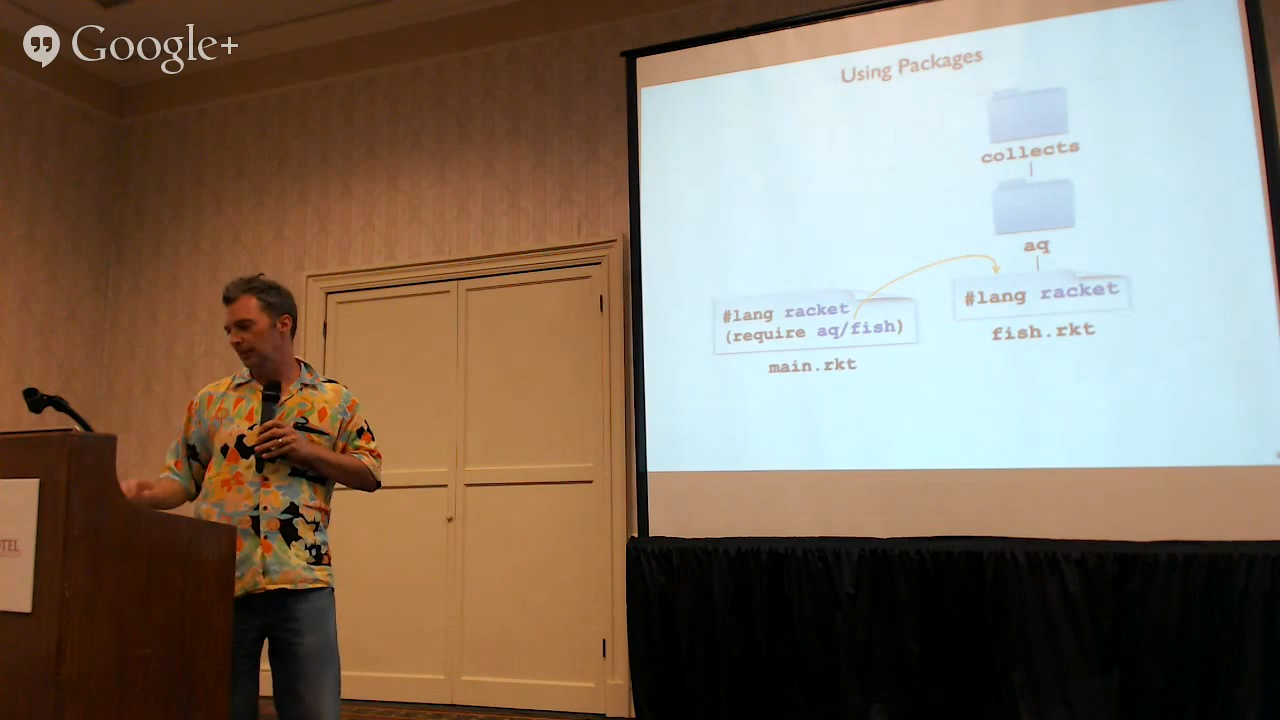 Google+
Using Packages
collects
aq
#lang racket
(require aq/fish)
main.rkt
#lang racket
fish.rkt